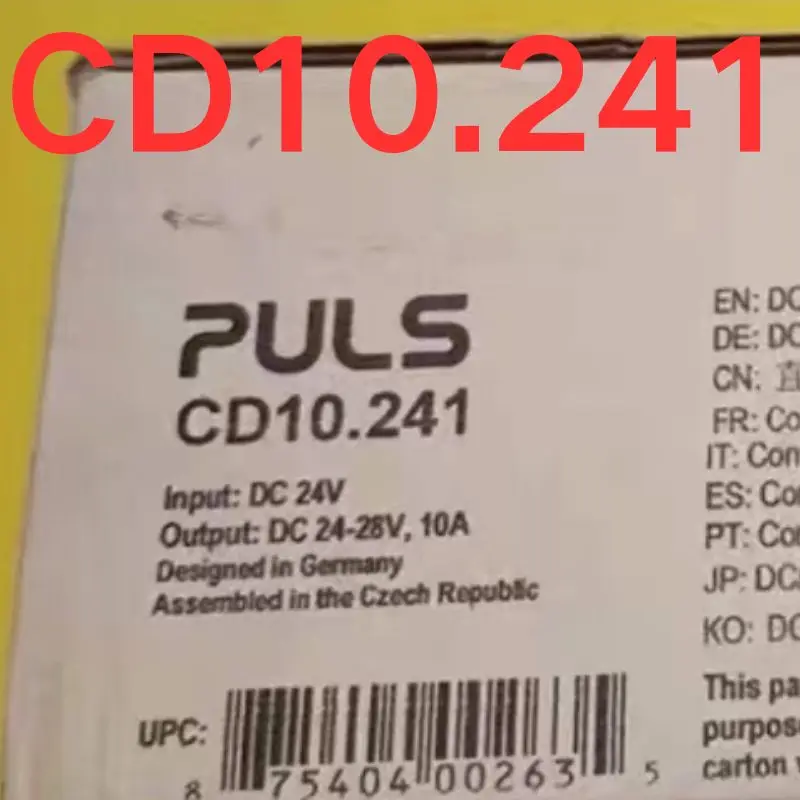 CD10.241
PULS
CD10.241
Input: DC 24V
Output: DC 24-28V, 10A
Designed in Germany
Assembled in the Czech Republic
UPC:
8 75404 00263 5
EN: DC
DE: DC
CN: 直
FR: Co
IT: Con
ES: Co
PT: Co
JP: DC
KO: DC
This pa
purpos
carton